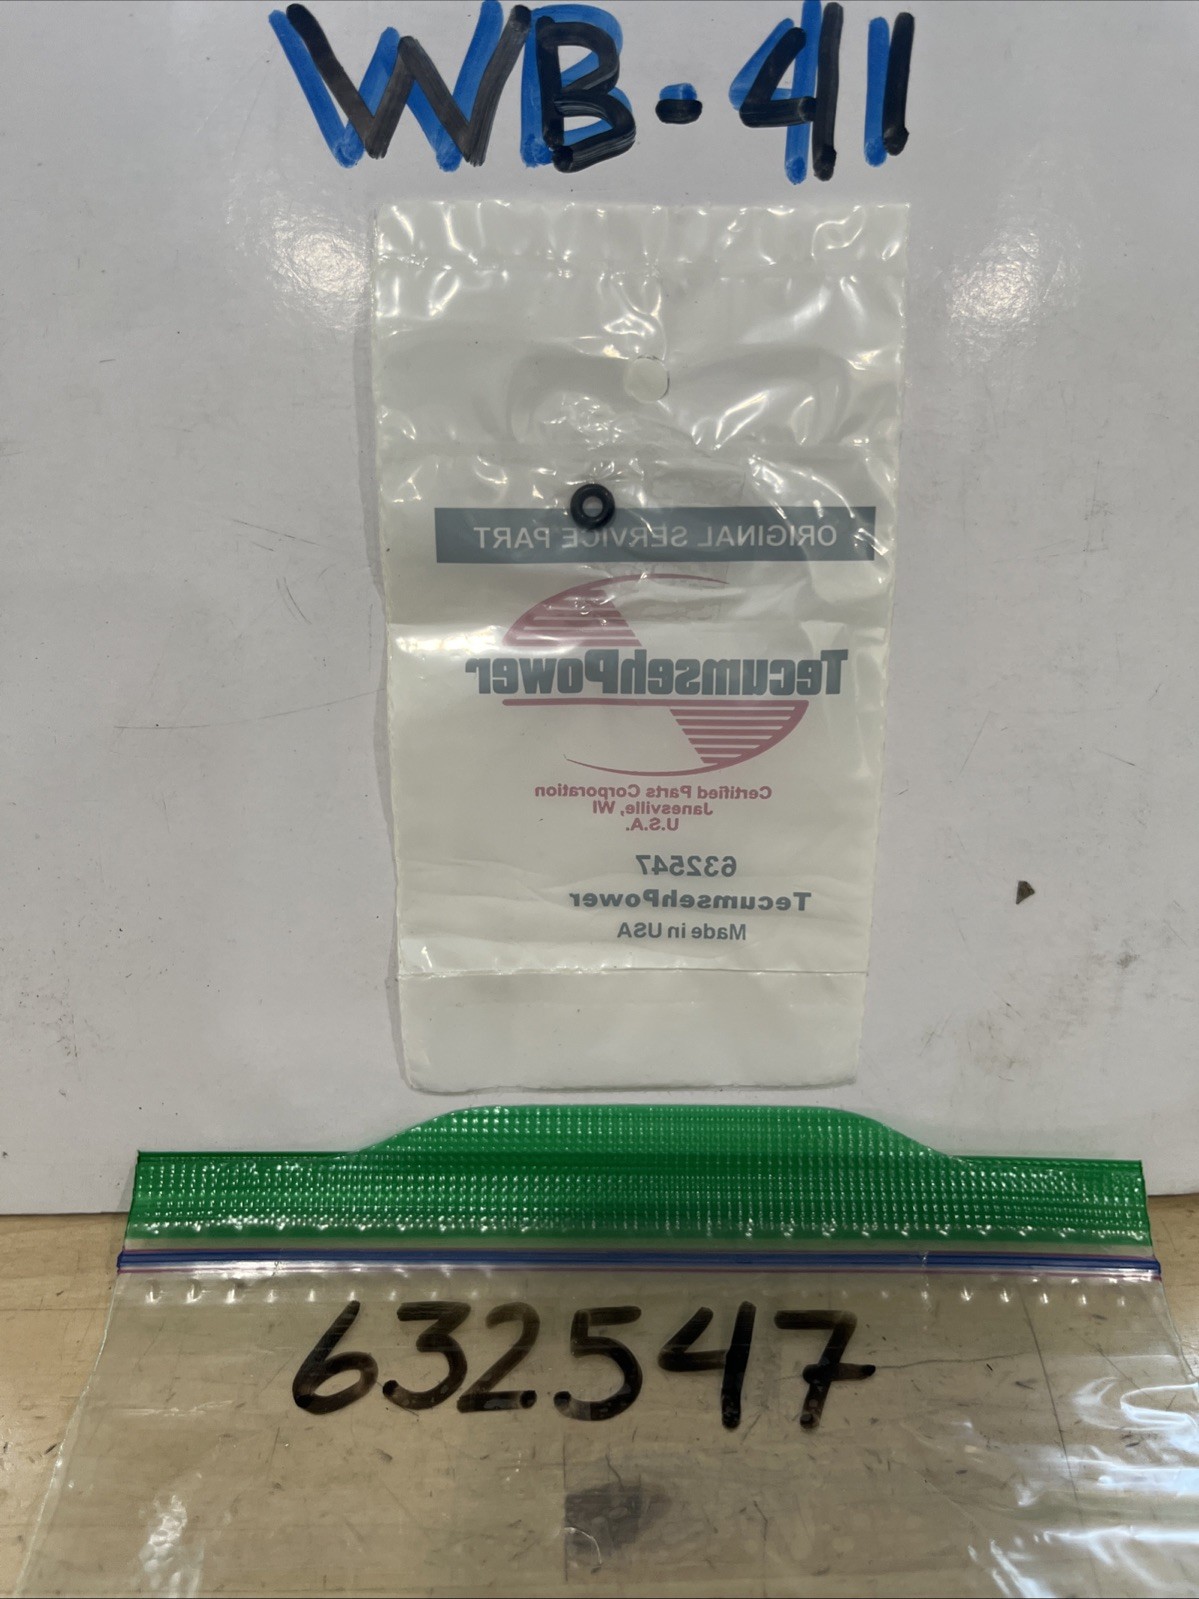 WB-41
ORIGINAL SERVICE PART
TecumsehPower
Certified Parts Corporation
Janesville, WI
U.S.A.
632547
TecumsehPower
Made in USA
632547